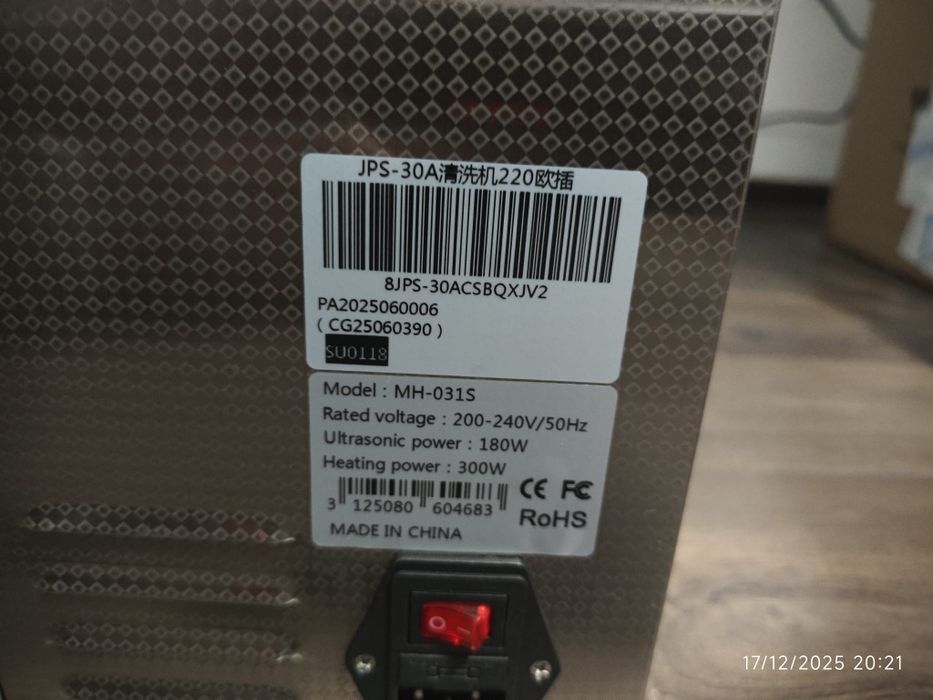 JPS-30A清洗机220欧插
8JPS-30ACSBQXJV2
PA2025060006
( CG25060390 )
SU0118
Model : MH-031S
Rated voltage : 200-240V/50Hz
Ultrasonic power : 180W
Heating power : 300W
CE FC
3 125080 604683
RoHS
MADE IN CHINA
17/12/2025 20:21